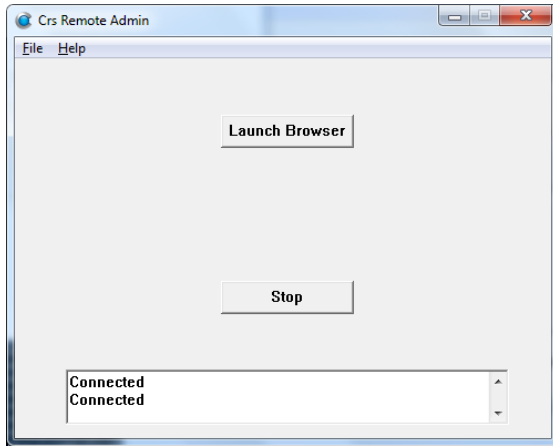 Crs Remote Admin
File Help
Launch Browser
Stop
Connected
Connected